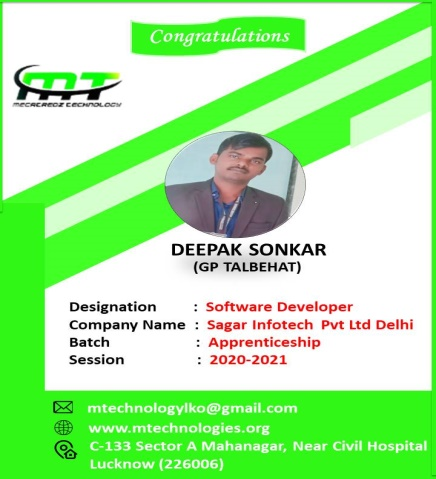 Congratulations
MT
MECATREDZ TECHNOLOGY
DEEPAK SONKAR
(GP TALBEHAT)
Designation : Software Developer
Company Name : Sagar Infotech Pvt Ltd Delhi
Batch : Apprenticeship
Session : 2020-2021
mtechnologylko@gmail.com
www.mtechnologies.org
C-133 Sector A Mahanagar, Near Civil Hospital
Lucknow (226006)